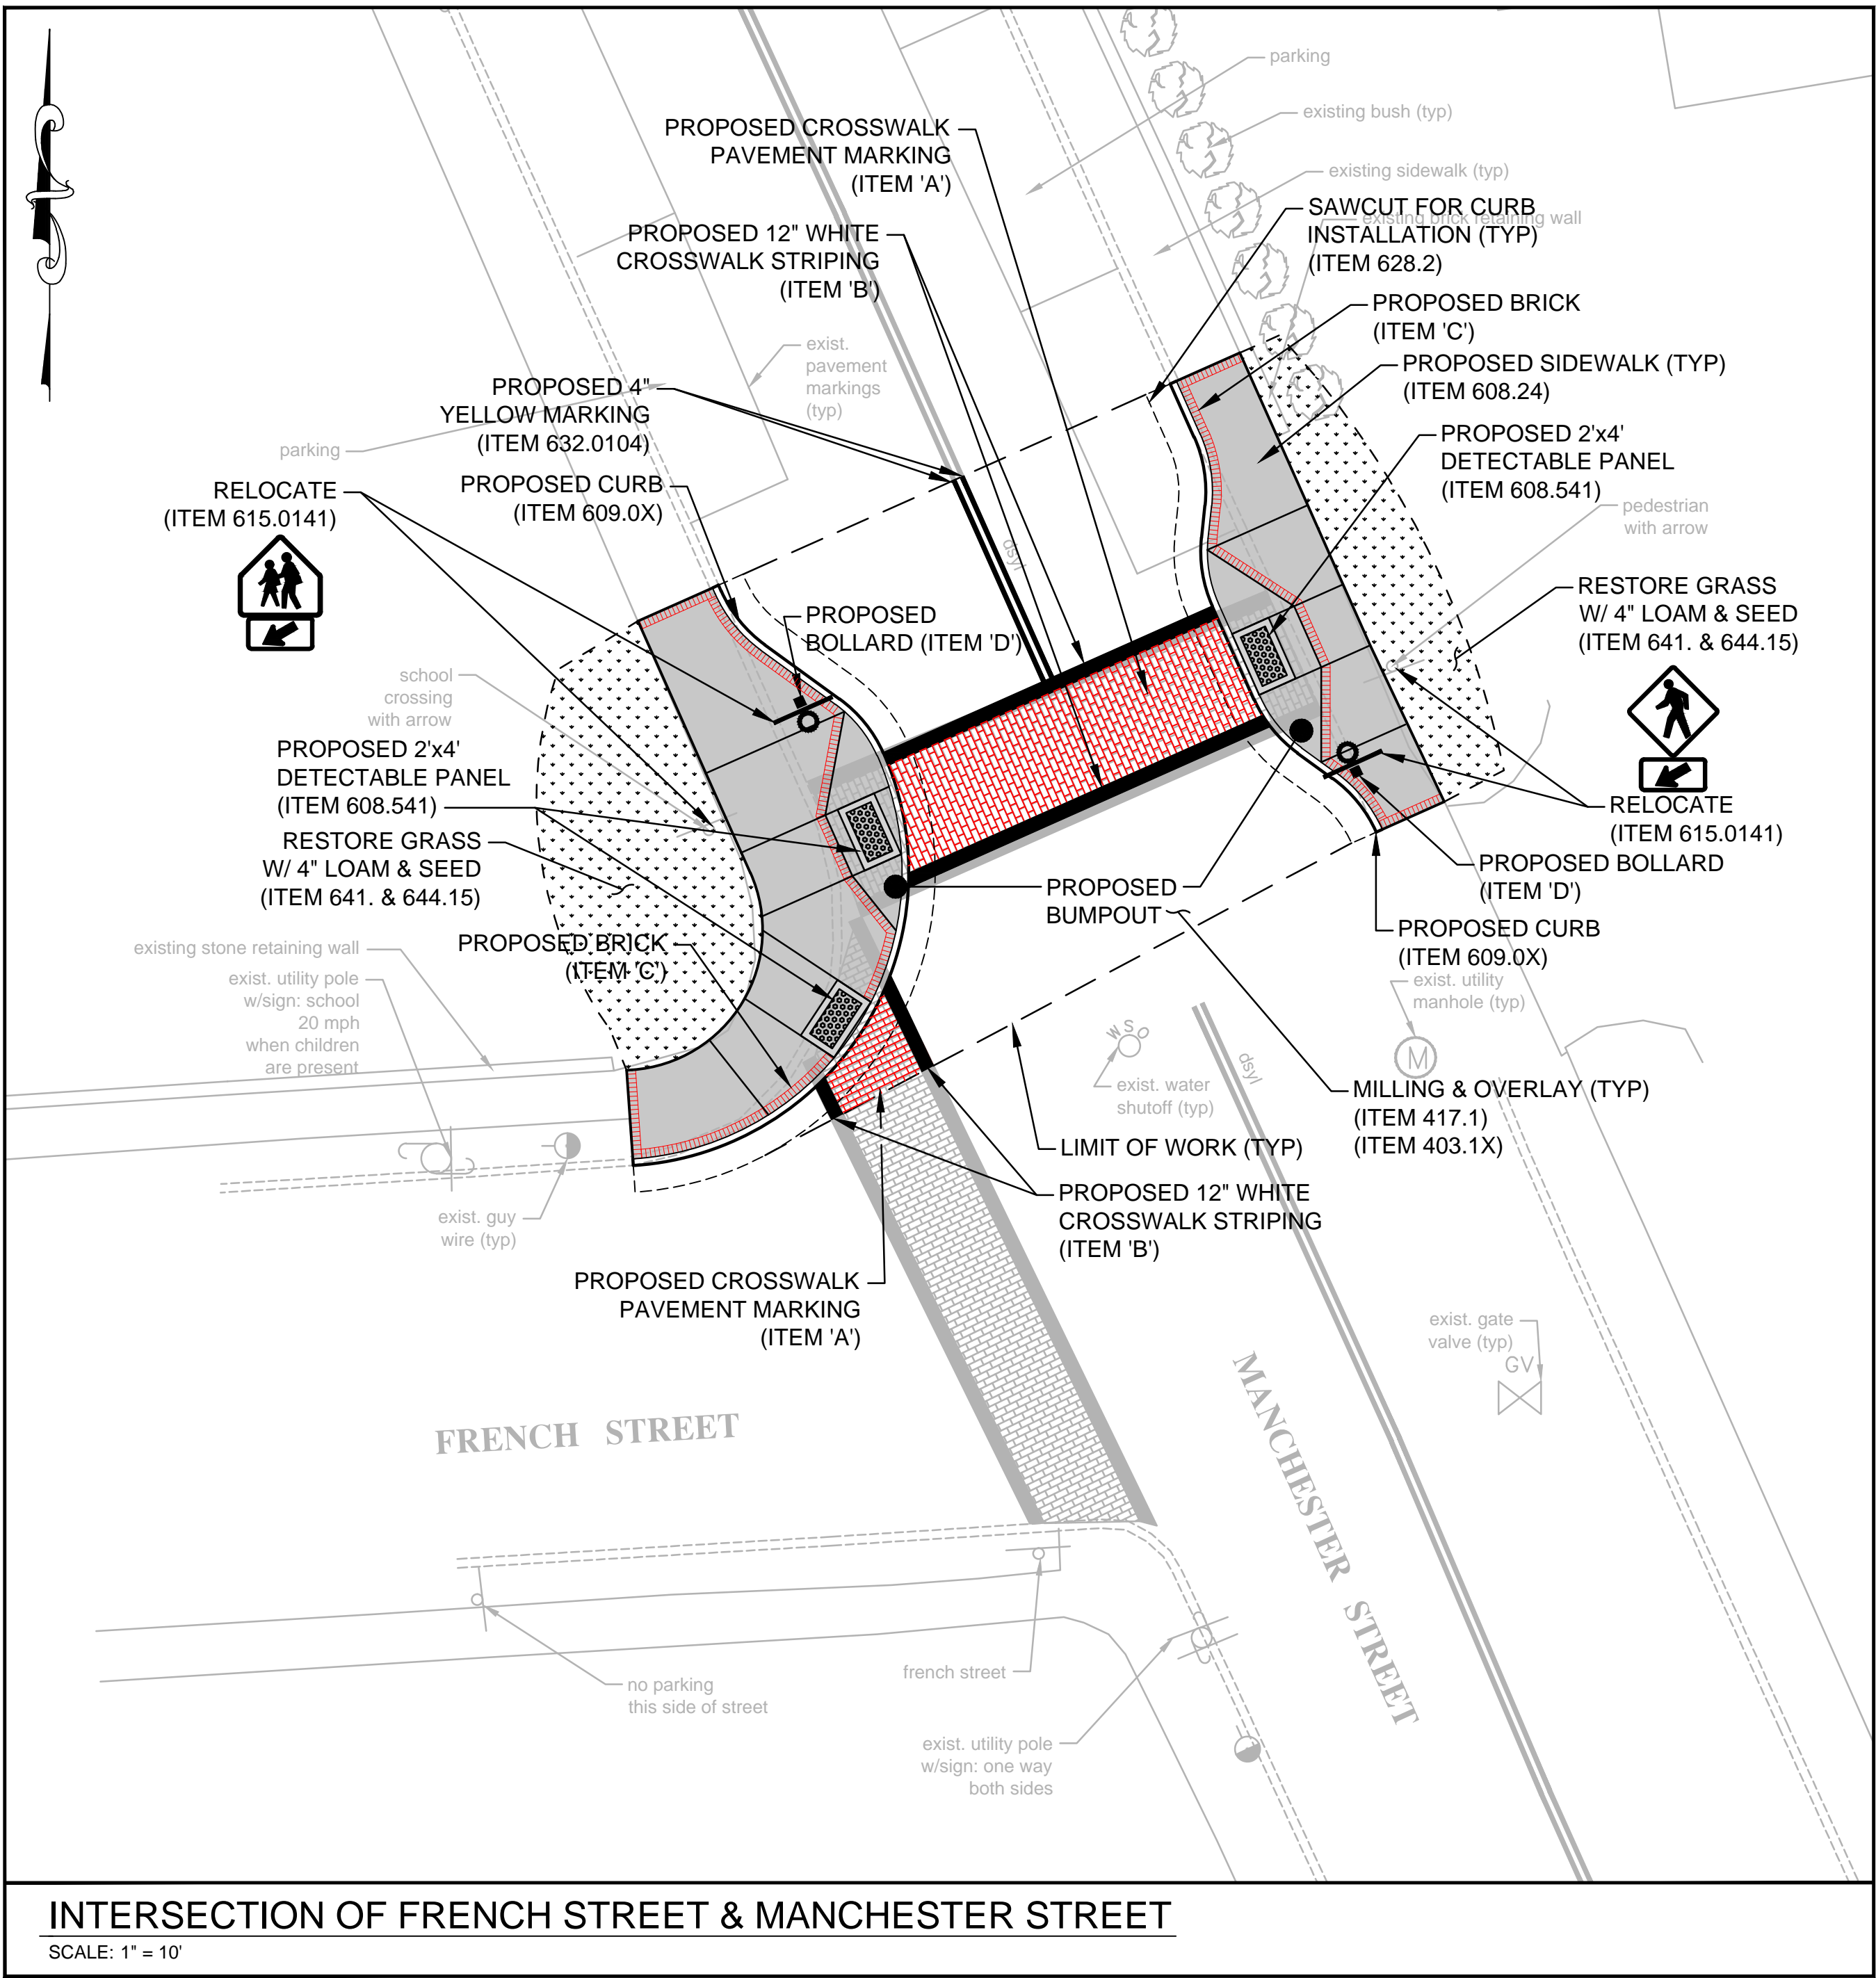 parking
existing bush (typ)
existing sidewalk (typ)
existing brick retaining wall
PROPOSED CROSSWALK
PAVEMENT MARKING
(ITEM 'A')
SAWCUT FOR CURB
INSTALLATION (TYP)
(ITEM 628.2)
PROPOSED 12" WHITE
CROSSWALK STRIPING
(ITEM 'B')
PROPOSED BRICK
(ITEM 'C')
exist.
pavement
markings
(typ)
PROPOSED SIDEWALK (TYP)
(ITEM 608.24)
PROPOSED 4"
YELLOW MARKING
(ITEM 632.0104)
parking
PROPOSED 2'x4'
DETECTABLE PANEL
(ITEM 608.541)
RELOCATE
(ITEM 615.0141)
PROPOSED CURB
(ITEM 609.0X)
pedestrian
with arrow
dsyl
RESTORE GRASS
W/ 4" LOAM & SEED
(ITEM 641. & 644.15)
PROPOSED
BOLLARD (ITEM 'D')
school
crossing
with arrow
PROPOSED 2'x4'
DETECTABLE PANEL
(ITEM 608.541)
RELOCATE
(ITEM 615.0141)
RESTORE GRASS
W/ 4" LOAM & SEED
(ITEM 641. & 644.15)
PROPOSED BOLLARD
(ITEM 'D')
PROPOSED
BUMPOUT
PROPOSED CURB
(ITEM 609.0X)
existing stone retaining wall
PROPOSED BRICK
(ITEM 'C')
exist. utility pole
w/sign: school
20 mph
when children
are present
exist. utility
manhole (typ)
M
WSO
dsyl
exist. water
shutoff (typ)
MILLING & OVERLAY (TYP)
(ITEM 417.1)
(ITEM 403.1X)
LIMIT OF WORK (TYP)
PROPOSED 12" WHITE
CROSSWALK STRIPING
(ITEM 'B')
exist. guy
wire (typ)
PROPOSED CROSSWALK
PAVEMENT MARKING
(ITEM 'A')
exist. gate
valve (typ)
GV
FRENCH STREET
MANCHESTER STREET
no parking
this side of street
french street
exist. utility pole
w/sign: one way
both sides
INTERSECTION OF FRENCH STREET & MANCHESTER STREET
SCALE: 1" = 10'